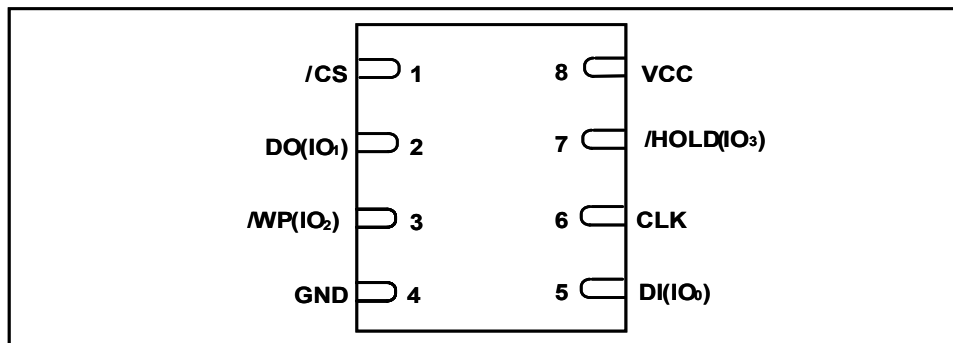 /CS 1 8 VCC
DO(IO₁) 2 7 /HOLD(IO₃)
/WP(IO₂) 3 6 CLK
GND 4 5 DI(IO₀)